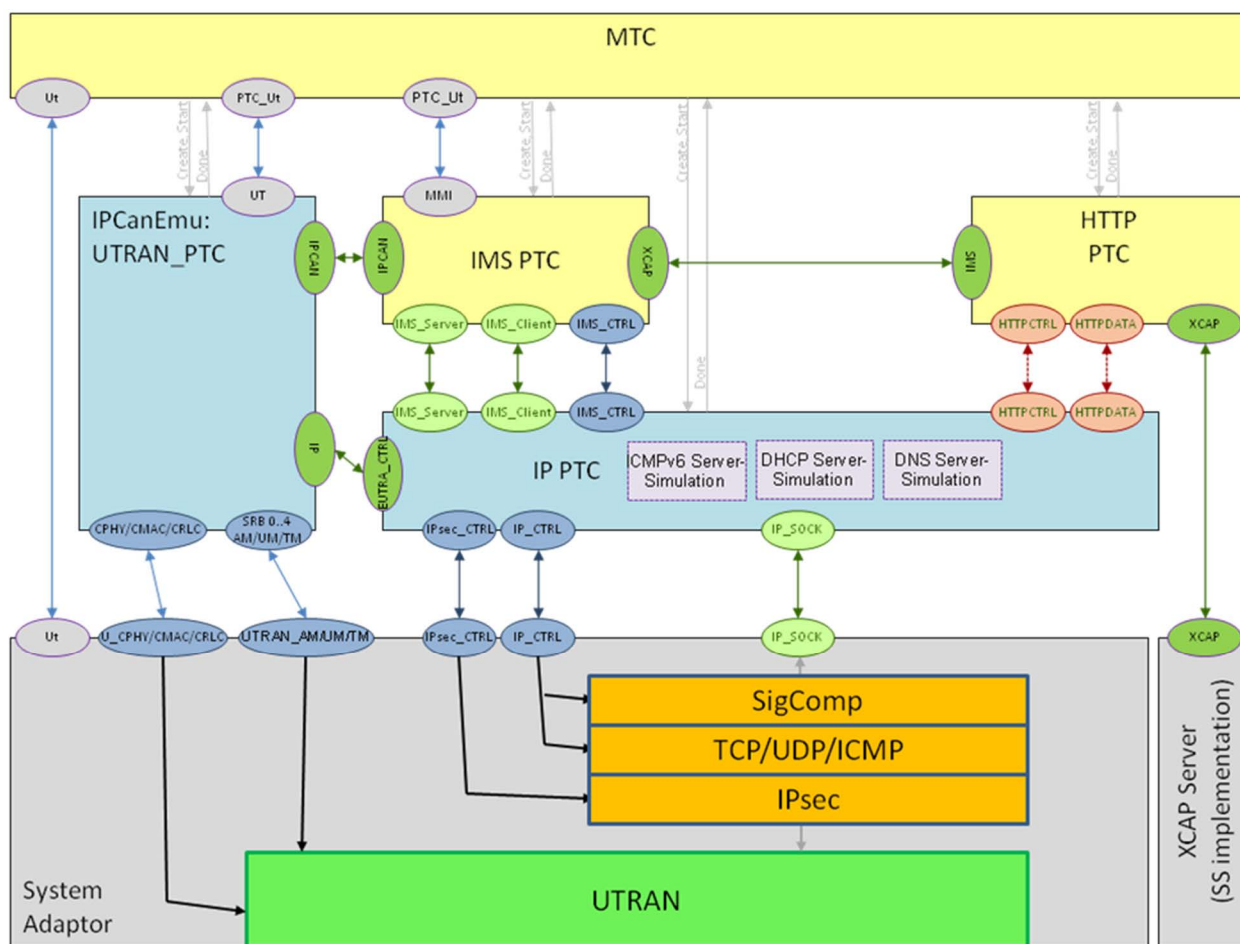 MTC
Ut
PTC_Ut
PTC_Ut
Create, Start
Done
Create, Start
Done
Create, Start
Done
Create, Start
Done
UT
MMI
IPCanEmu:
UTRAN_PTC
IPCAN
IPCAN
IMS PTC
XCAP
SMI
HTTP
PTC
IMS_Server
IMS_Client
IMS_CTRL
HTTPCTRL
HTTPDATA
XCAP
IMS_Server
IMS_Client
IMS_CTRL
HTTPCTRL
HTTPDATA
IP
EUTRA_CTRL
IP PTC
ICMPv6 Server-
Simulation
DHCP Server-
Simulation
DNS Server-
Simulation
CPHY/CMAC/CRLC
SRB 0..4
AM/UM/TM
IPsec_CTRL
IP_CTRL
IP_SOCK
Ut
U_CPHY/CMAC/CRLC
UTRAN_AM/UM/TM
IPsec_CTRL
IP_CTRL
IP_SOCK
XCAP
SigComp
TCP/UDP/ICMP
IPsec
UTRAN
System
Adaptor
XCAP Server
(SS implementation)